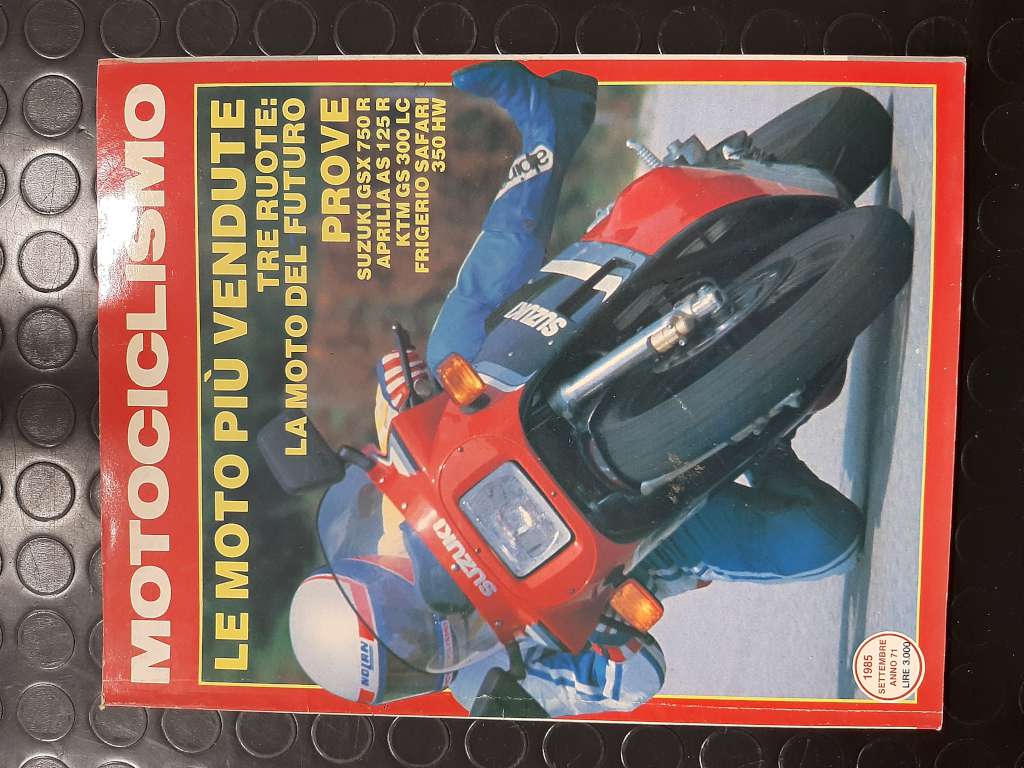 MOTOCICLISMO
LE MOTO PIÙ VENDUTE
TRE RUOTE:
LA MOTO DEL FUTURO
PROVE
SUZUKI GSX 750 R
APRILIA AS 125 R
KTM GS 300 LC
FRIGERIO SAFARI
350 HW
alpin
SUZUKI
SUZUKI
NOLAN
1985
SETTEMBRE
ANNO 71
LIRE 3.000